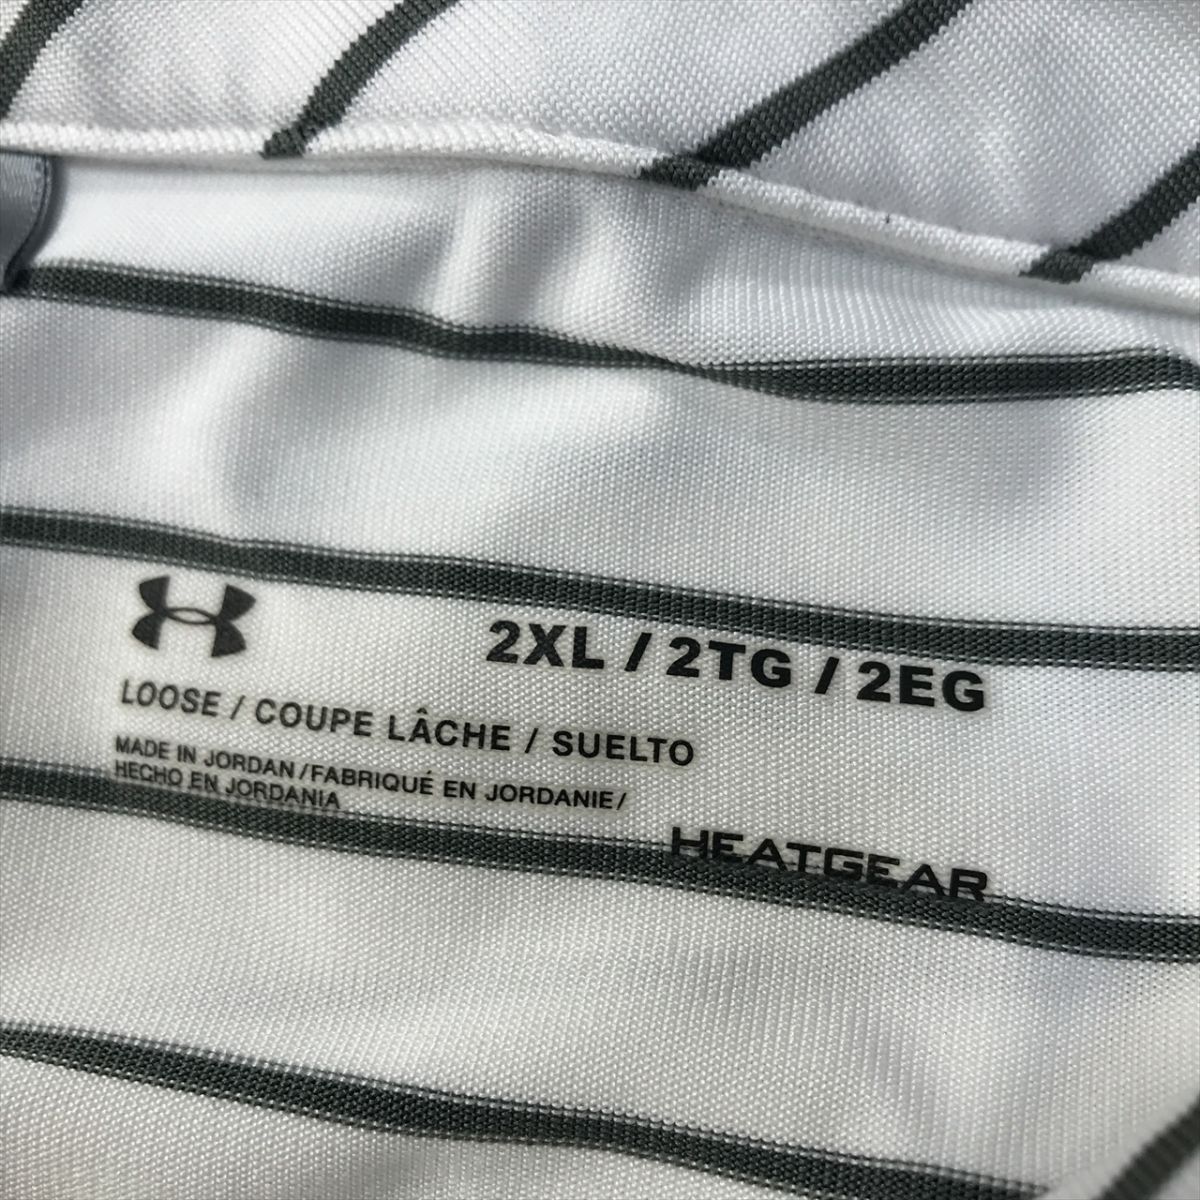 2XL / 2TG / 2EG
LOOSE / COUPE LÂCHE / SUELTO
MADE IN JORDAN /FABRIQUÉ EN JORDANIE/
HECHO EN JORDANIA
HEATGEAR